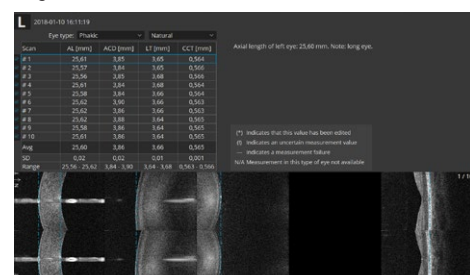 L 2018-01-10 16:11:19
Eye type: Phakic Natural
Scan AL [mm] ACD [mm] LT [mm] CCT [mm]
# 1 25,61 3,85 3,65 0,564
# 2 25,57 3,84 3,65 0,566
# 3 25,56 3,85 3,68 0,566
# 4 25,61 3,84 3,68 0,564
# 5 25,58 3,84 3,66 0,564
# 6 25,62 3,90 3,66 0,563
# 7 25,62 3,86 3,66 0,563
# 8 25,62 3,88 3,64 0,565
# 9 25,58 3,86 3,64 0,565
# 10 25,61 3,86 3,64 0,565
Avg 25,60 3,86 3,66 0,565
SD 0,02 0,02 0,01 0,001
Range 25,56 - 25,62 3,84 - 3,90 3,64 - 3,68 0,563 - 0,566
Axial length of left eye: 25,60 mm. Note: long eye.
(*) Indicates that this value has been edited
(!) Indicates an uncertain measurement value
--- Indicates a measurement failure
N/A Measurement in this type of eye not available